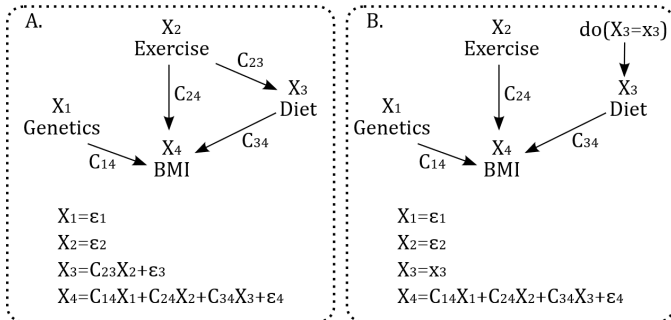 A.
X₂
Exercise
C₂₃
C₂₄
X₃
Diet
X₁
Genetics
C₃₄
X₄
C₁₄
BMI
X₁=ε₁
X₂=ε₂
X₃=C₂₃X₂+ε₃
X₄=C₁₄X₁+C₂₄X₂+C₃₄X₃+ε₄
B.
X₂
Exercise
do(X₃=x₃)
C₂₄
X₃
Diet
X₁
Genetics
C₃₄
X₄
C₁₄
BMI
X₁=ε₁
X₂=ε₂
X₃=x₃
X₄=C₁₄X₁+C₂₄X₂+C₃₄X₃+ε₄